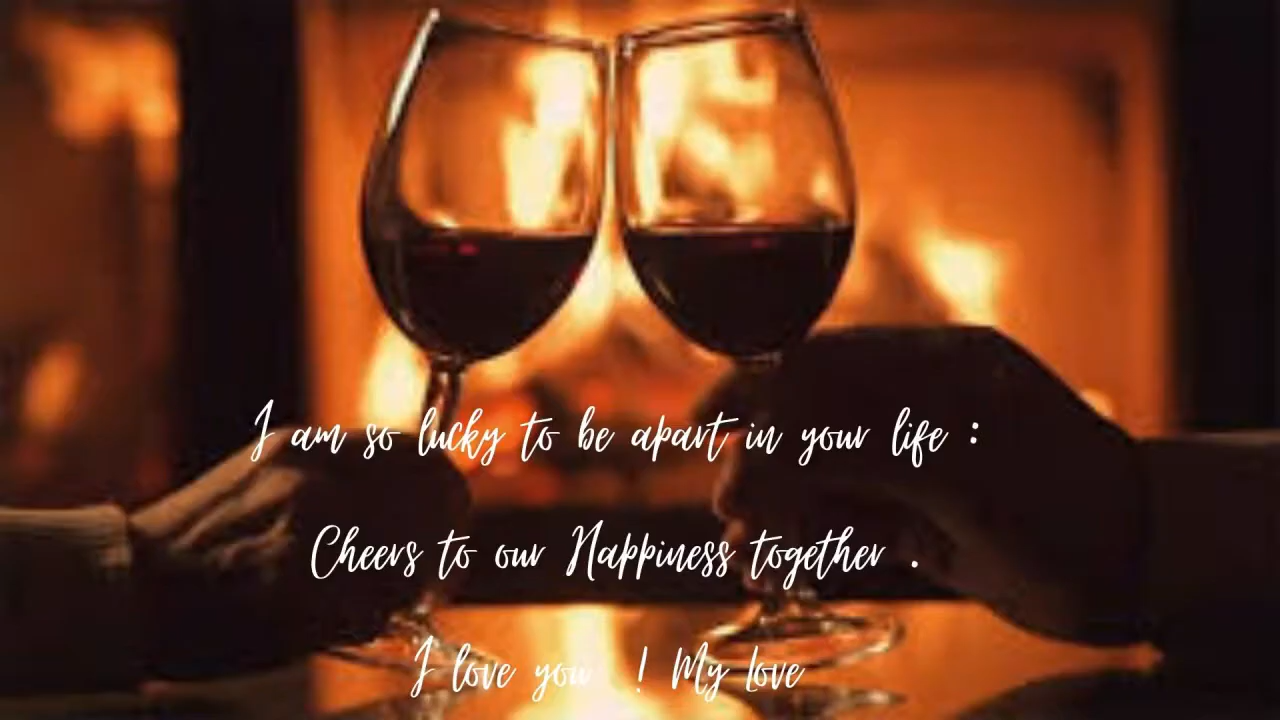 I am so lucky to be apart in your life :
Cheers to our Happiness together .
I love you ! My Love